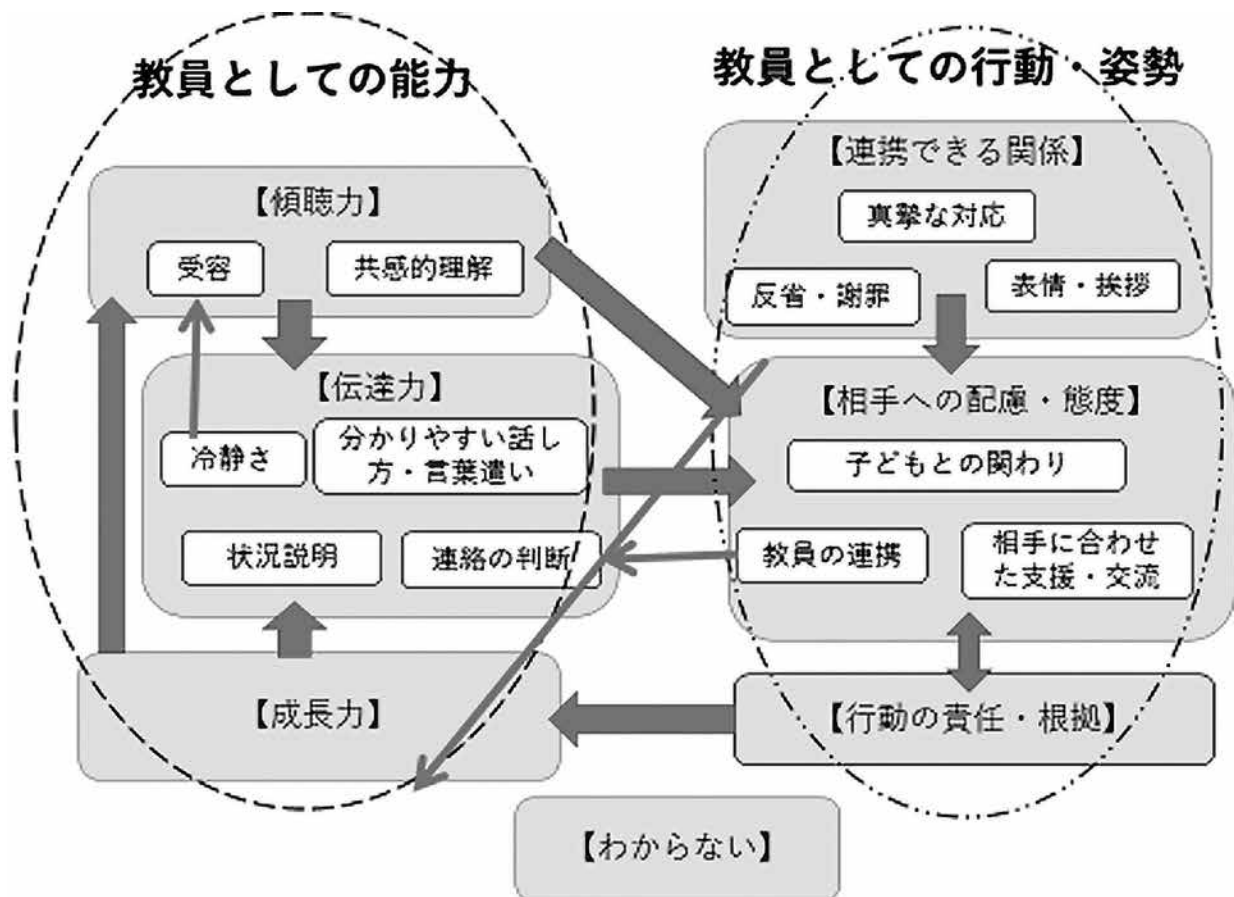 教員としての能力
【傾聴力】
受容
共感的理解
【伝達力】
冷静さ
分かりやすい話し
方・言葉遣い
状況説明
連絡の判断
【成長力】
教員としての行動・姿勢
【連携できる関係】
真摯な対応
反省・謝罪
表情・挨拶
【相手への配慮・態度】
子どもとの関わり
教員の連携
相手に合わせ
た支援・交流
【行動の責任・根拠】
【わからない】